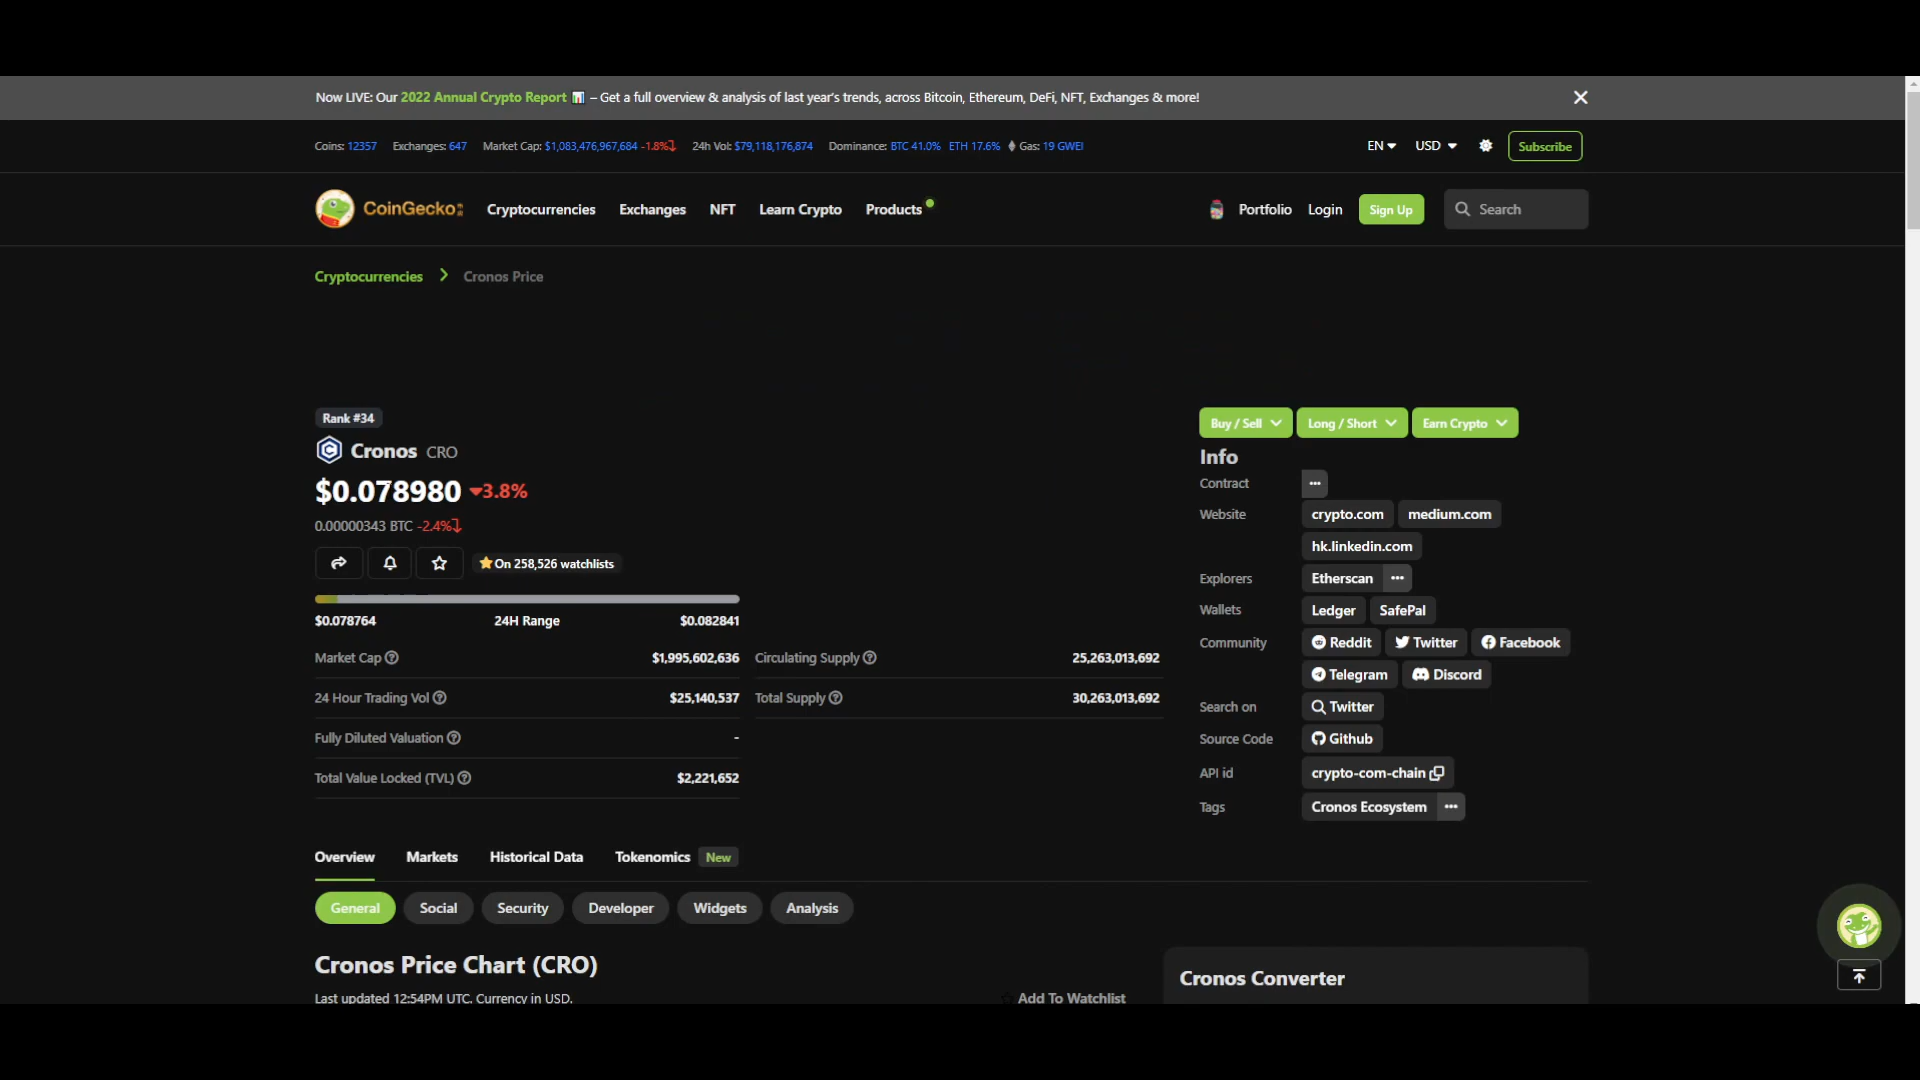 Now LIVE: Our 2022 Annual Crypto Report 📊 – Get a full overview & analysis of last year's trends, across Bitcoin, Ethereum, DeFi, NFT, Exchanges & more!
Coins: 12357 Exchanges: 647 Market Cap: $1,083,476,967,684 -1.8% 24h Vol: $79,118,176,874 Dominance: BTC 41.0% ETH 17.6% Gas: 19 GWEI EN USD Subscribe
CoinGecko Cryptocurrencies Exchanges NFT Learn Crypto Products Portfolio Login Sign Up Search
Cryptocurrencies Cronos Price
Rank #34
Cronos CRO
$0.078980 3.8%
0.00000343 BTC -2.4%
On 258,526 watchlists
$0.078764 24H Range $0.082841
Market Cap $1,995,602,636
24 Hour Trading Vol $25,140,537
Fully Diluted Valuation -
Total Value Locked (TVL) $2,221,652
Circulating Supply 25,263,013,692
Total Supply 30,263,013,692
Buy / Sell Long / Short Earn Crypto
Info
Contract ...
Website crypto.com medium.com
hk.linkedin.com
Explorers Etherscan ...
Wallets Ledger SafePal
Community Reddit Twitter Facebook
Telegram Discord
Search on Twitter
Source Code Github
API id crypto-com-chain
Tags Cronos Ecosystem ...
Overview Markets Historical Data Tokenomics New
General Social Security Developer Widgets Analysis
Cronos Price Chart (CRO)
Last updated 12:54PM UTC. Currency in USD.
Add To Watchlist
Cronos Converter